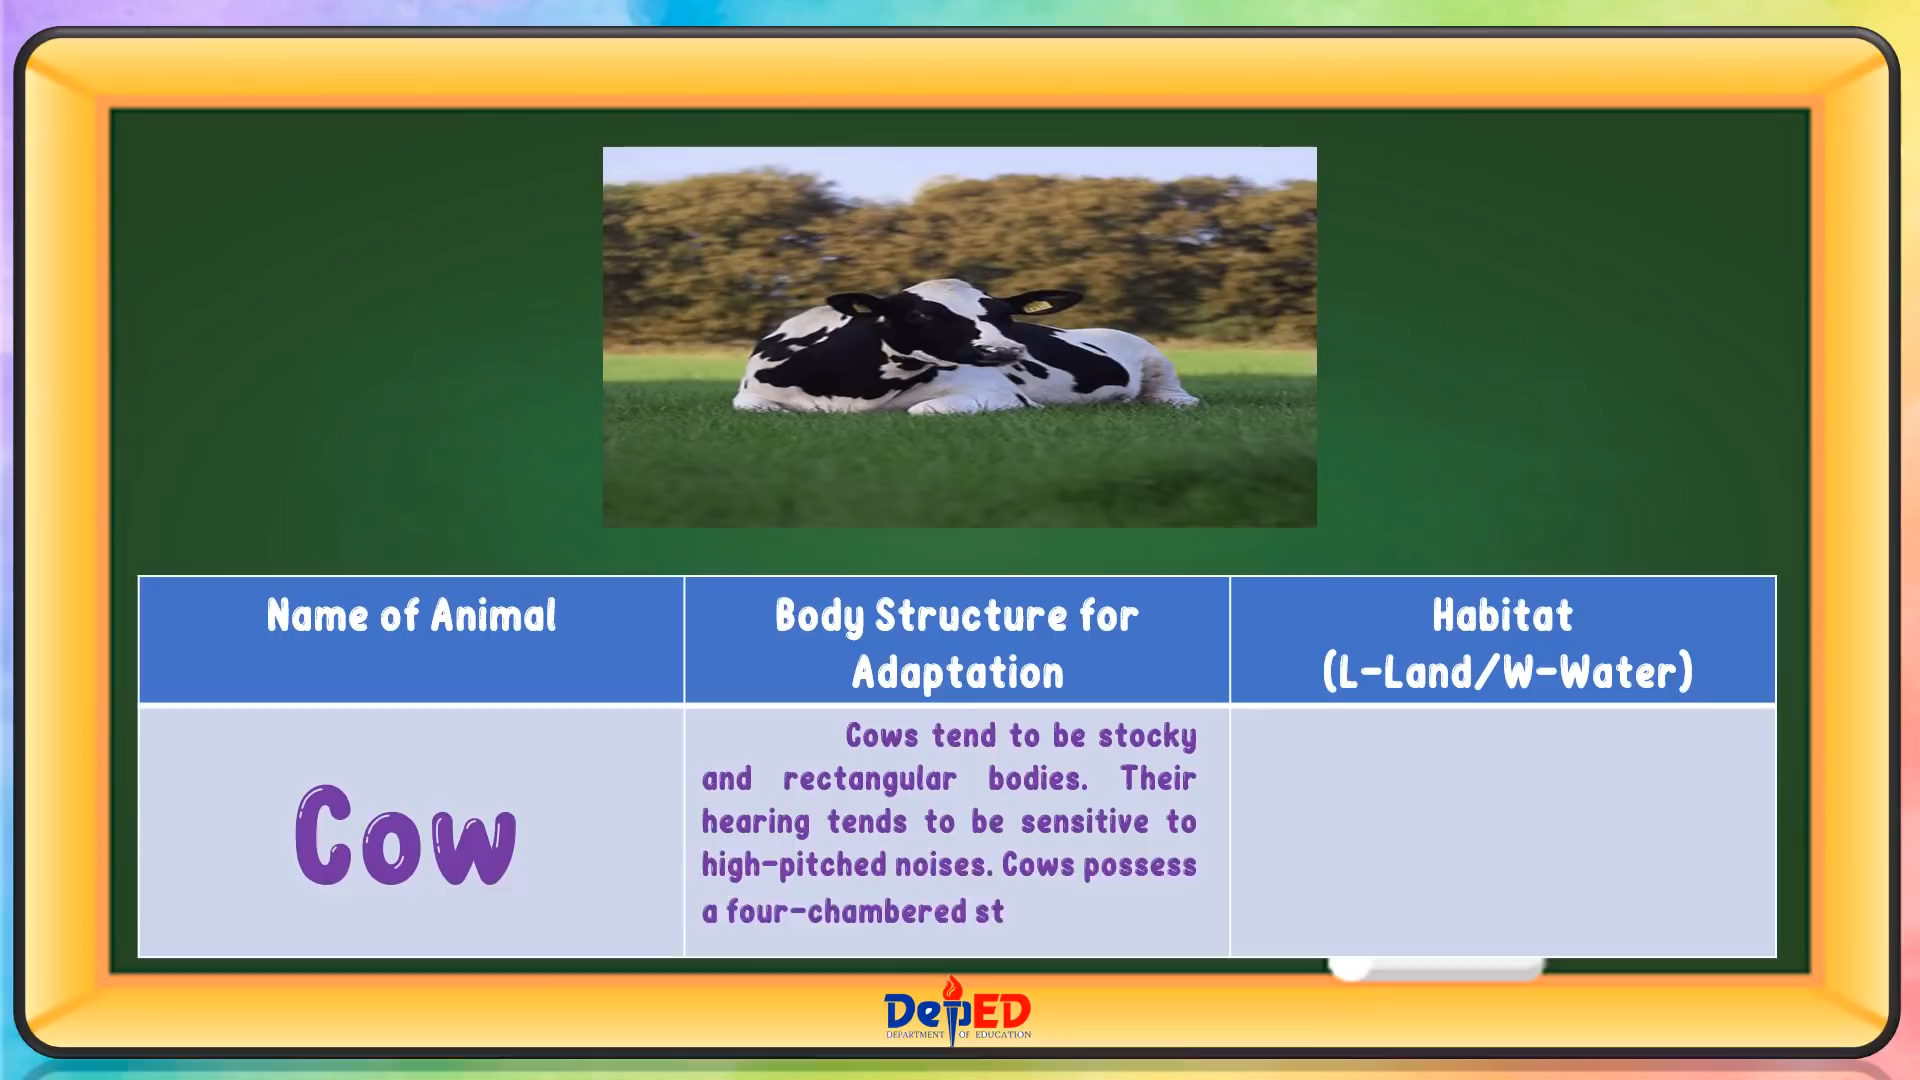 Name of Animal
Body Structure for
Adaptation
Habitat
(L-Land/W-Water)
Cow
Cows tend to be stocky
and rectangular bodies. Their
hearing tends to be sensitive to
high-pitched noises. Cows possess
a four-chambered st
DepED
DEPARTMENT OF EDUCATION